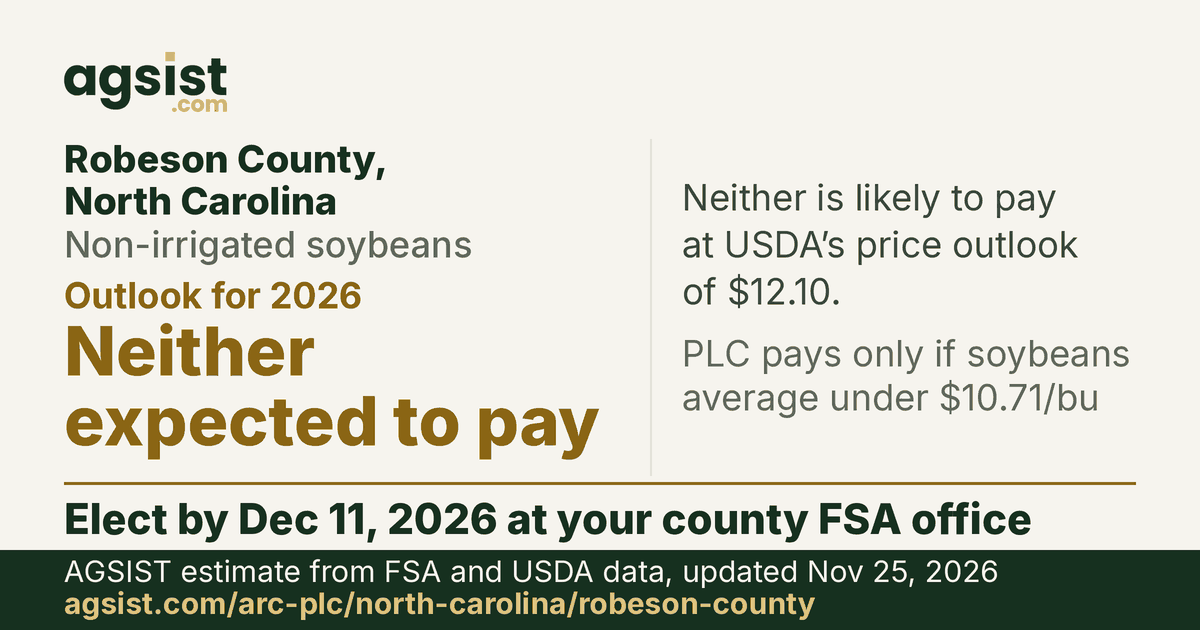 agsist
.com
Robeson County,
North Carolina
Non-irrigated soybeans
Outlook for 2026
Neither
expected to pay
Neither is likely to pay
at USDA’s price outlook
of $12.10.
PLC pays only if soybeans
average under $10.71/bu
Elect by Dec 11, 2026 at your county FSA office
AGSIST estimate from FSA and USDA data, updated Nov 25, 2026
agsist.com/arc-plc/north-carolina/robeson-county